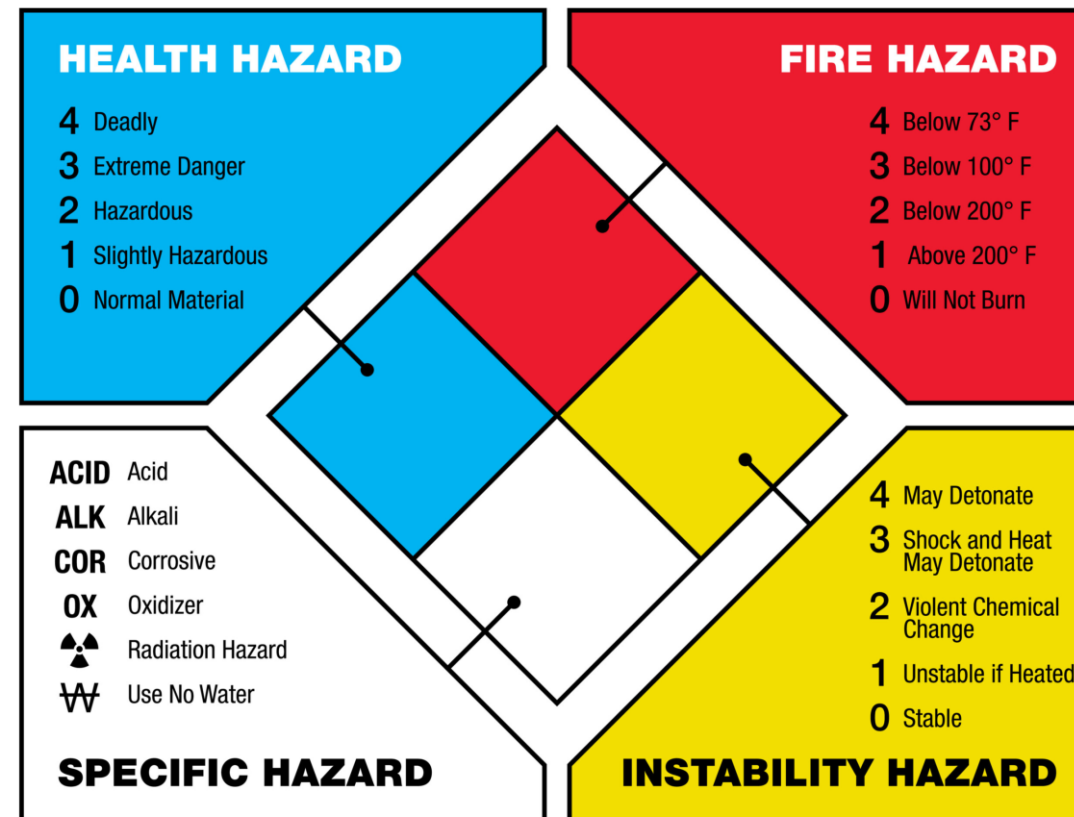 HEALTH HAZARD
4 Deadly
3 Extreme Danger
2 Hazardous
1 Slightly Hazardous
0 Normal Material
FIRE HAZARD
4 Below 73° F
3 Below 100° F
2 Below 200° F
1 Above 200° F
0 Will Not Burn
ACID Acid
ALK Alkali
COR Corrosive
OX Oxidizer
☢ Radiation Hazard
W̶ Use No Water
SPECIFIC HAZARD
4 May Detonate
3 Shock and Heat
May Detonate
2 Violent Chemical
Change
1 Unstable if Heated
0 Stable
INSTABILITY HAZARD